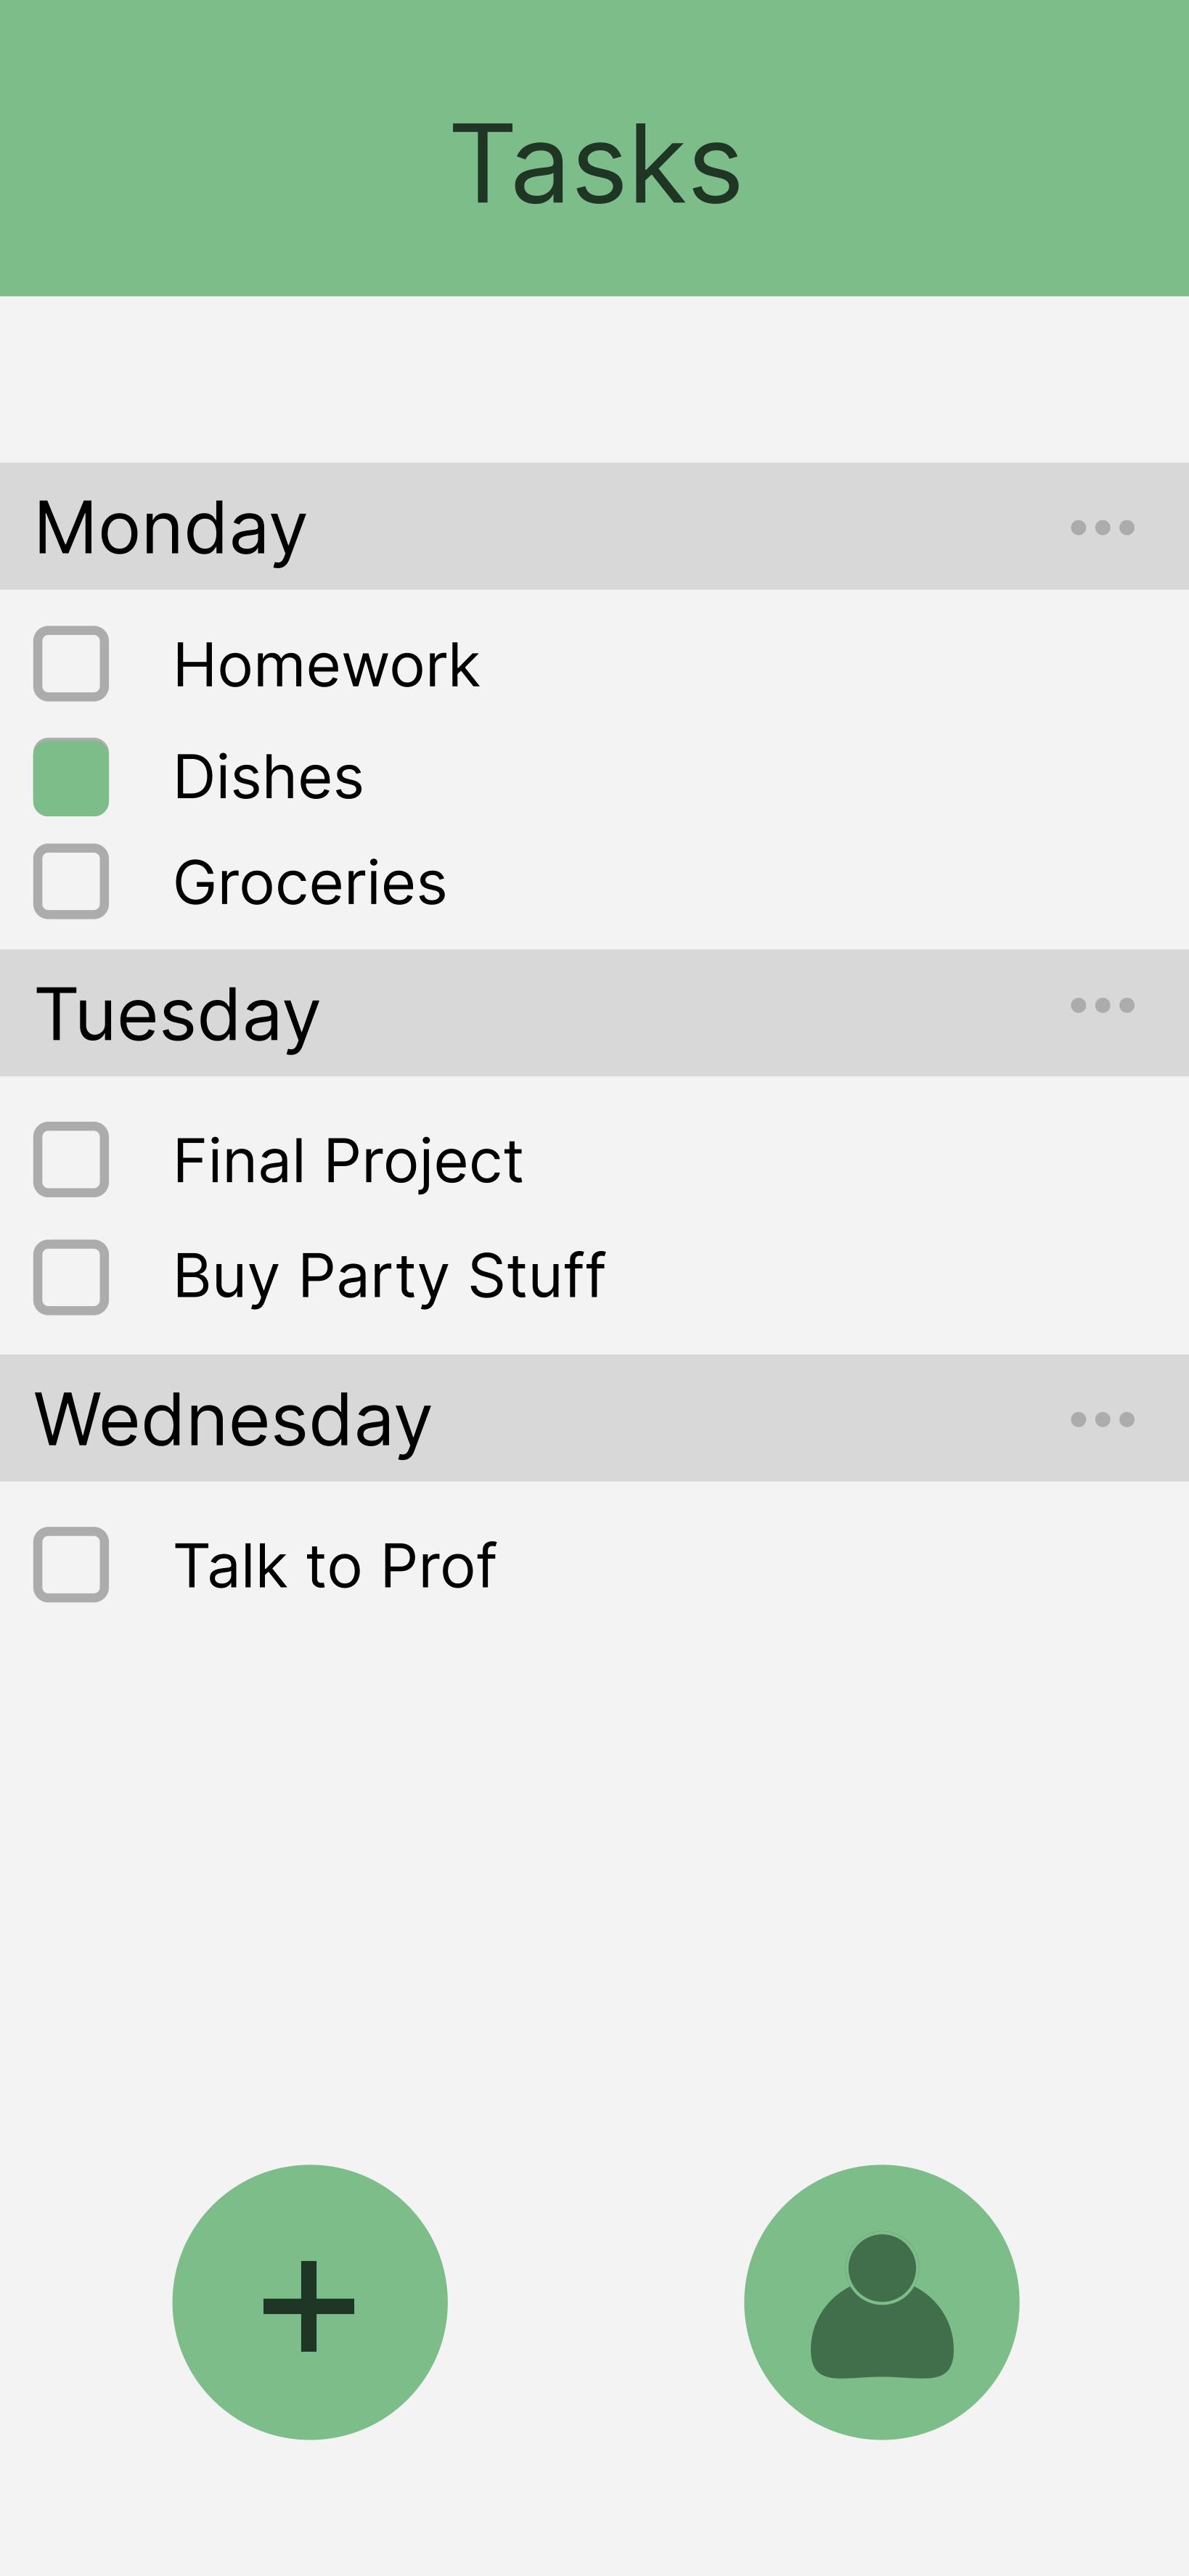 Tasks
Monday
Homework
Dishes
Groceries
Tuesday
Final Project
Buy Party Stuff
Wednesday
Talk to Prof
+